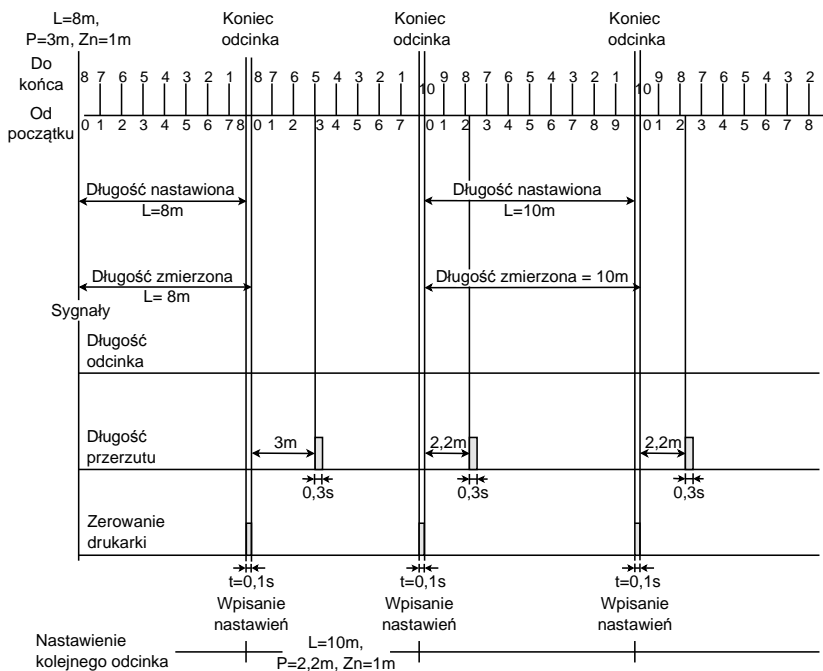 L=8m,
P=3m, Zn=1m
Koniec
odcinka
Koniec
odcinka
Koniec
odcinka
Do
końca
8 7 6 5 4 3 2 1 8 7 6 5 4 3 2 1 10 9 8 7 6 5 4 3 2 1 10 9 8 7 6 5 4 3 2
Od
początku
0 1 2 3 4 5 6 7 8 0 1 2 3 4 5 6 7 0 1 2 3 4 5 6 7 8 9 0 1 2 3 4 5 6 7 8
Długość nastawiona
L=8m
Długość nastawiona
L=10m
Długość zmierzona
L= 8m
Długość zmierzona = 10m
Sygnały
Długość
odcinka
Długość
przerzutu
3m
2,2m
2,2m
0,3s
0,3s
0,3s
Zerowanie
drukarki
t=0,1s
t=0,1s
t=0,1s
Wpisanie
nastawień
Wpisanie
nastawień
Wpisanie
nastawień
Nastawienie
kolejnego odcinka
L=10m,
P=2,2m, Zn=1m